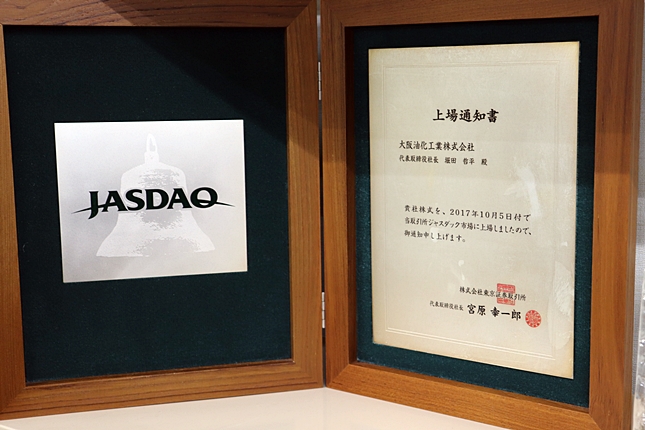 JASDAQ
上場通知書
大阪油化工業株式会社
代表取締役社長 堀田 哲平 殿
貴社株式を、2017年10月5日付で
当取引所ジャスダック市場に上場しましたので、
御通知申し上げます。
株式会社東京証券取引所
代表取締役社長 宮原 幸一郎